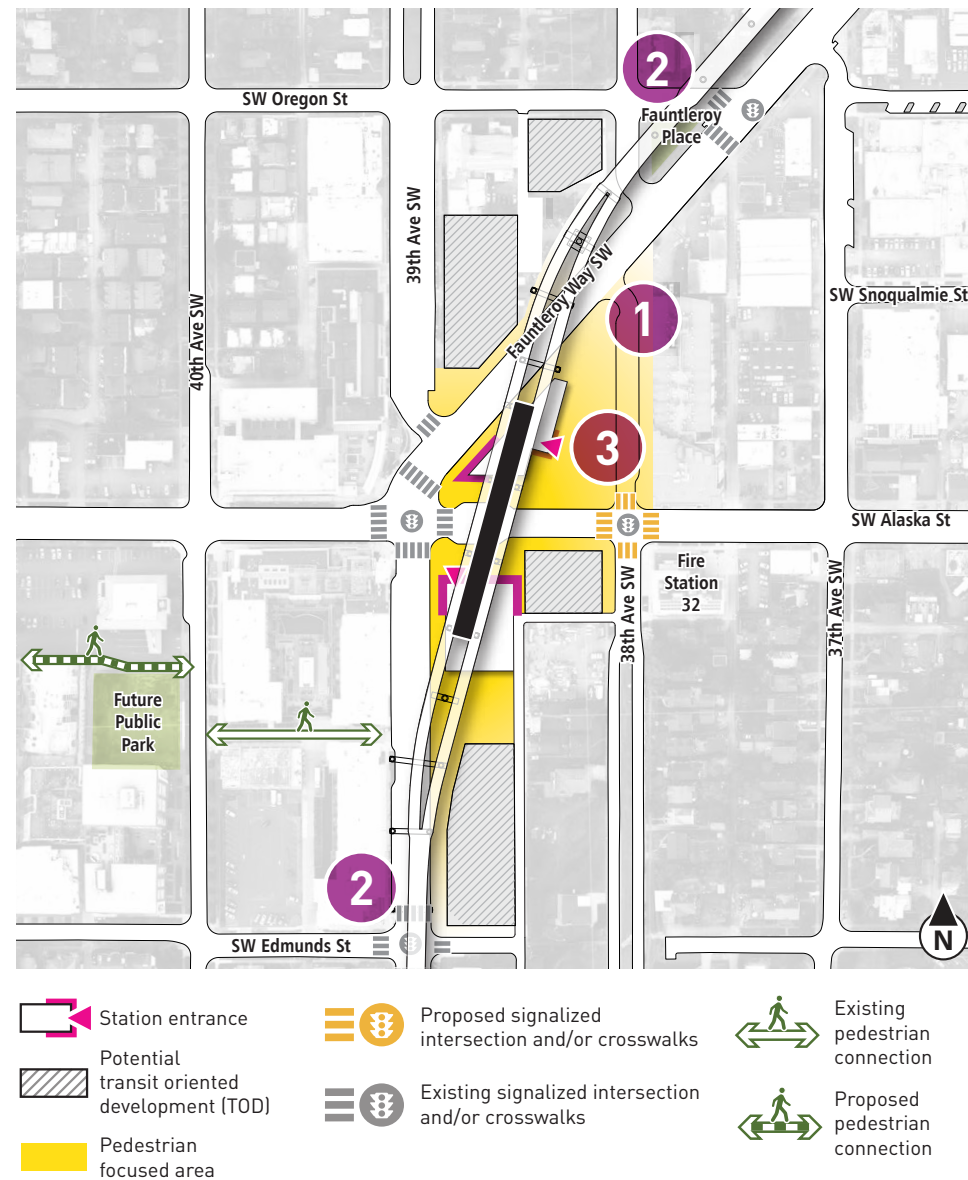 2
SW Oregon St
Fauntleroy
Place
39th Ave SW
Fauntleroy Way SW
SW Snoqualmie St
1
40th Ave SW
3
SW Alaska St
Fire
Station
32
38th Ave SW
37th Ave SW
Future
Public
Park
2
SW Edmunds St
N
Station entrance
Potential
transit oriented
development (TOD)
Pedestrian
focused area
Proposed signalized
intersection and/or crosswalks
Existing signalized intersection
and/or crosswalks
Existing
pedestrian
connection
Proposed
pedestrian
connection